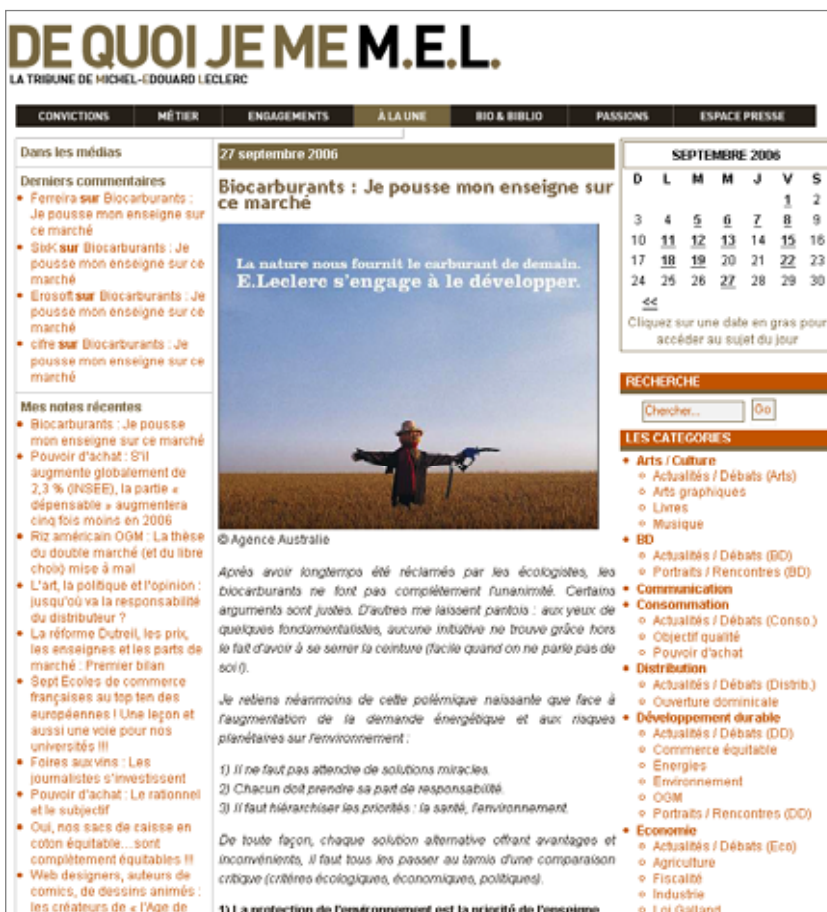 DE QUOI JE ME M.E.L.
LA TRIBUNE DE MICHEL-EDOUARD LECLERC
CONVICTIONS MÉTIER ENGAGEMENTS À LA UNE BIO & BIBLIO PASSIONS ESPACE PRESSE
Dans les médias
Derniers commentaires
Ferreira sur Biocarburants :
Je pousse mon enseigne sur
ce marché
SixK sur Biocarburants : Je
pousse mon enseigne sur ce
marché
Erosoft sur Biocarburants : Je
pousse mon enseigne sur ce
marché
cifre sur Biocarburants : Je
pousse mon enseigne sur ce
marché
Mes notes récentes
Biocarburants : Je pousse
mon enseigne sur ce marché
Pouvoir d'achat : S'il
augmente globalement de
2,3 % (INSEE), la partie «
dépensable » augmentera
cinq fois moins en 2006
Riz américain OGM : La thèse
du double marché (et du libre
choix) mise à mal
L'art, la politique et l'opinion :
jusqu'où va la responsabilité
du distributeur ?
La réforme Dutreil, les prix,
les enseignes et les parts de
marché : Premier bilan
Sept Ecoles de commerce
françaises au top ten des
européennes ! Une leçon et
aussi une voie pour nos
universités !!!
Foires aux vins : Les
journalistes s'investissent
Pouvoir d'achat : Le rationnel
et le subjectif
Oui, nos sacs de caisse en
coton équitable...sont
complètement équitables !!!
Web designers, auteurs de
comics, de dessins animés :
les créateurs de « l'Age de
27 septembre 2006
Biocarburants : Je pousse mon enseigne sur
ce marché
La nature nous fournit le carburant de demain.
E.Leclerc s'engage à le développer.
© Agence Australie
Après avoir longtemps été réclamés par les écologistes, les
biocarburants ne font pas complètement l'unanimité. Certains
arguments sont justes. D'autres me laissent pantois : aux yeux de
quelques fondamentalistes, aucune initiative ne trouve grâce hors
le fait d'avoir à se serrer la ceinture (facile quand on ne parle pas de
soi !).
Je retiens néanmoins de cette polémique naissante que face à
l'augmentation de la demande énergétique et aux risques
planétaires sur l'environnement :
1) Il ne faut pas attendre de solutions miracles.
2) Chacun doit prendre sa part de responsabilité.
3) Il faut hiérarchiser les priorités : la santé, l'environnement.
De toute façon, chaque solution alternative offrant avantages et
inconvénients, il faut tous les passer au tamis d'une comparaison
critique (critères écologiques, économiques, politiques).
1) La protection de l'environnement est la priorité de l'enseigne
SEPTEMBRE 2006
D L M M J V S
1 2
3 4 5 6 7 8 9
10 11 12 13 14 15 16
17 18 19 20 21 22 23
24 25 26 27 28 29 30
<<
Cliquez sur une date en gras pour
accéder au sujet du jour
RECHERCHE
Chercher... Go
LES CATEGORIES
Arts / Culture
Actualités / Débats (Arts)
Arts graphiques
Livres
Musique
BD
Actualités / Débats (BD)
Portraits / Rencontres (BD)
Communication
Consommation
Actualités / Débats (Conso.)
Objectif qualité
Pouvoir d'achat
Distribution
Actualités / Débats (Distrib.)
Ouverture dominicale
Développement durable
Actualités / Débats (DD)
Commerce équitable
Energies
Environnement
OGM
Portraits / Rencontres (DD)
Economie
Actualités / Débats (Eco)
Agriculture
Fiscalité
Industrie
Loi Galland